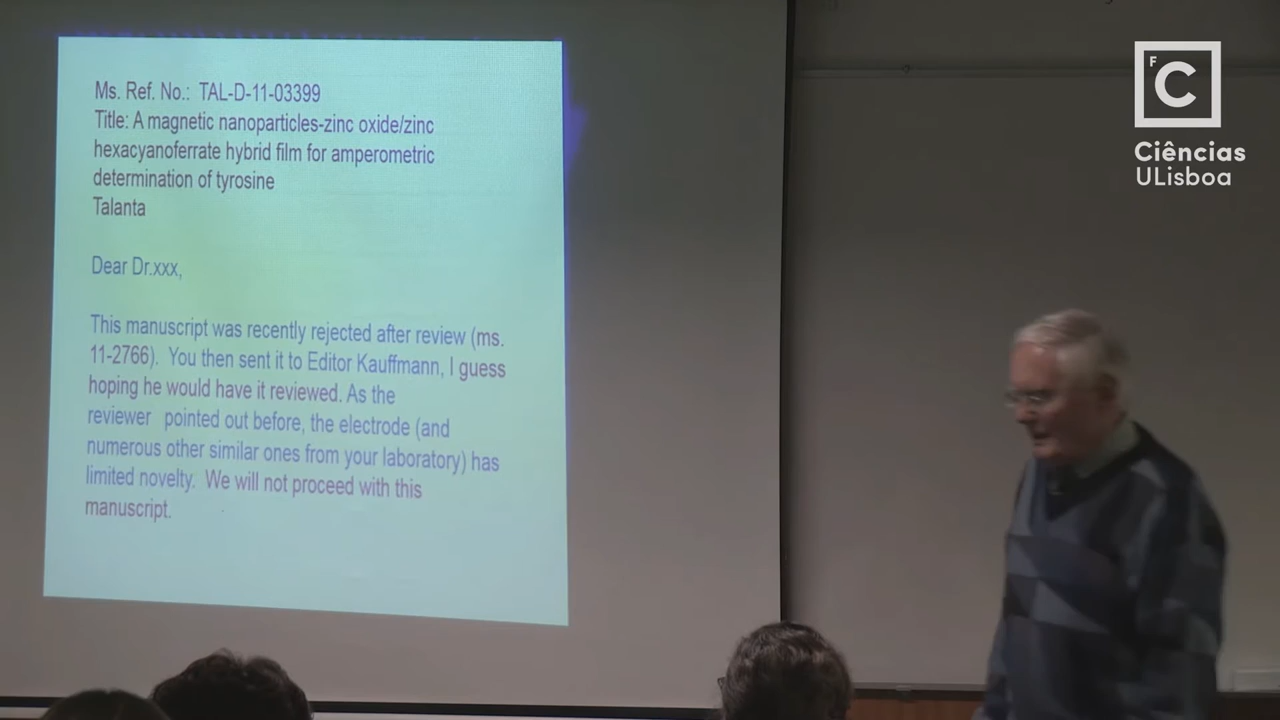 Ms. Ref. No.:  TAL-D-11-03399
Title: A magnetic nanoparticles-zinc oxide/zinc
hexacyanoferrate hybrid film for amperometric
determination of tyrosine
Talanta
Dear Dr.xxx,
This manuscript was recently rejected after review (ms.
11-2766).  You then sent it to Editor Kauffmann, I guess
hoping he would have it reviewed. As the
reviewer   pointed out before, the electrode (and
numerous other similar ones from your laboratory) has
limited novelty.  We will not proceed with this
manuscript.
F
C
Ciências
ULisboa